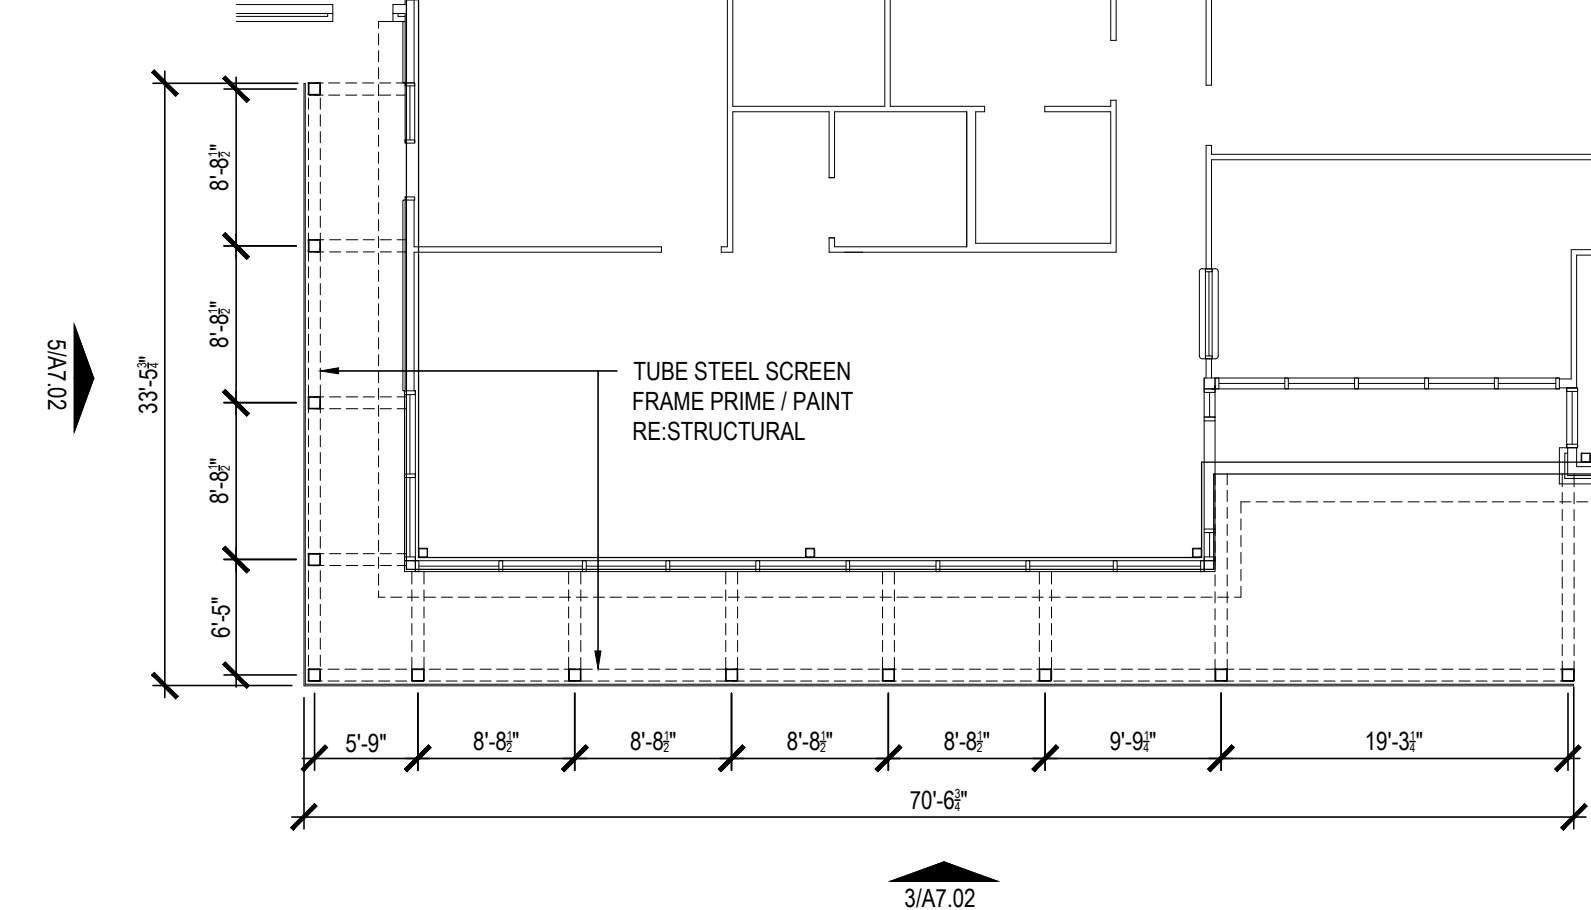 8'-8½"
8'-8½"
8'-8½"
6'-5"
33'-5¾"
5/A7.02
TUBE STEEL SCREEN
FRAME PRIME / PAINT
RE:STRUCTURAL
5'-9"
8'-8½"
8'-8½"
8'-8½"
8'-8½"
9'-9¼"
19'-3¼"
70'-6¾"
3/A7.02